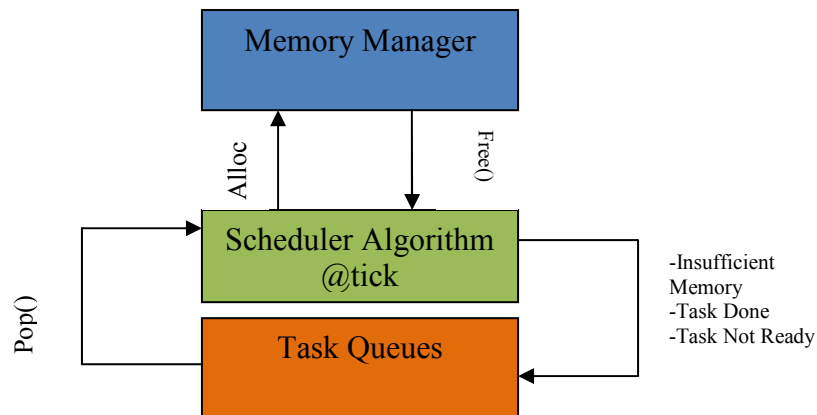 Memory Manager
Alloc
Free()
Scheduler Algorithm
@tick
-Insufficient
Memory
-Task Done
-Task Not Ready
Pop()
Task Queues